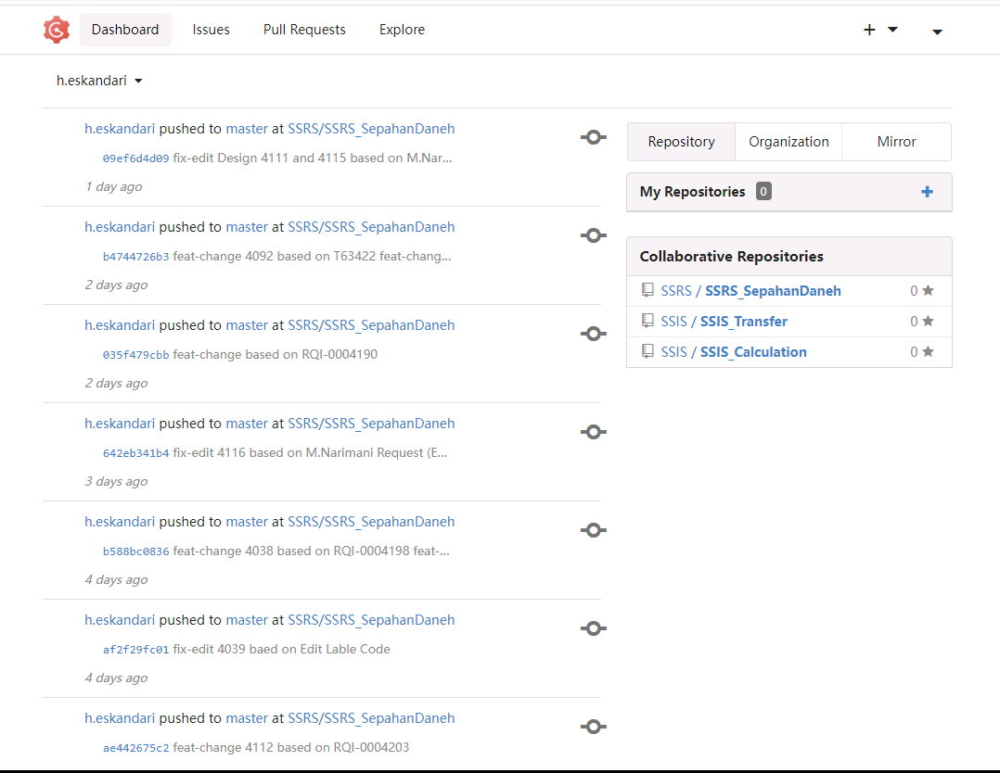 Dashboard Issues Pull Requests Explore
h.eskandari
h.eskandari pushed to master at SSRS/SSRS_SepahanDaneh
09ef6d4d09 fix-edit Design 4111 and 4115 based on M.Nar...
1 day ago
h.eskandari pushed to master at SSRS/SSRS_SepahanDaneh
b4744726b3 feat-change 4092 based on T63422 feat-chang...
2 days ago
h.eskandari pushed to master at SSRS/SSRS_SepahanDaneh
035f479cbb feat-change based on RQI-0004190
2 days ago
h.eskandari pushed to master at SSRS/SSRS_SepahanDaneh
642eb341b4 fix-edit 4116 based on M.Narimani Request (E...
3 days ago
h.eskandari pushed to master at SSRS/SSRS_SepahanDaneh
b588bc0836 feat-change 4038 based on RQI-0004198 feat-...
4 days ago
h.eskandari pushed to master at SSRS/SSRS_SepahanDaneh
af2f29fc01 fix-edit 4039 baed on Edit Lable Code
4 days ago
h.eskandari pushed to master at SSRS/SSRS_SepahanDaneh
ae442675c2 feat-change 4112 based on RQI-0004203
Repository Organization Mirror
My Repositories 0
Collaborative Repositories
SSRS / SSRS_SepahanDaneh 0
SSIS / SSIS_Transfer 0
SSIS / SSIS_Calculation 0